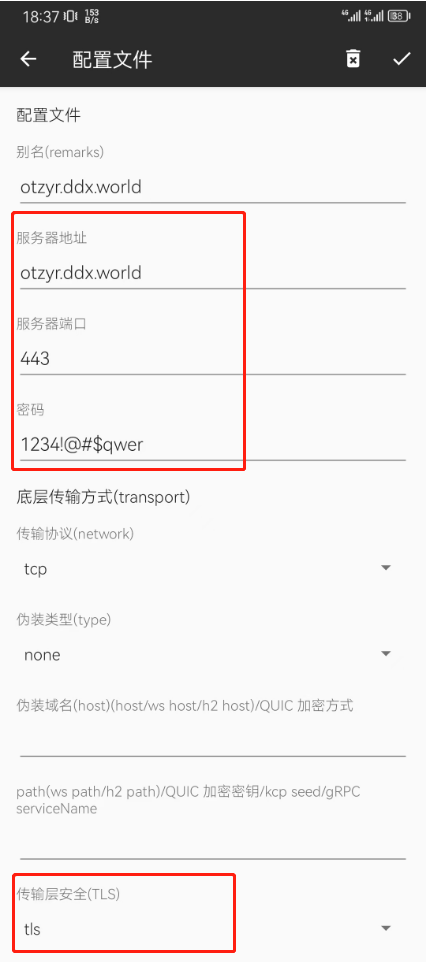 18:37 153 B/s 4G 4G 38
配置文件
配置文件
别名(remarks)
otzyr.ddx.world
服务器地址
otzyr.ddx.world
服务器端口
443
密码
1234!@#$qwer
底层传输方式(transport)
传输协议(network)
tcp
伪装类型(type)
none
伪装域名(host)(host/ws host/h2 host)/QUIC 加密方式
path(ws path/h2 path)/QUIC 加密密钥/kcp seed/gRPC
serviceName
传输层安全(TLS)
tls